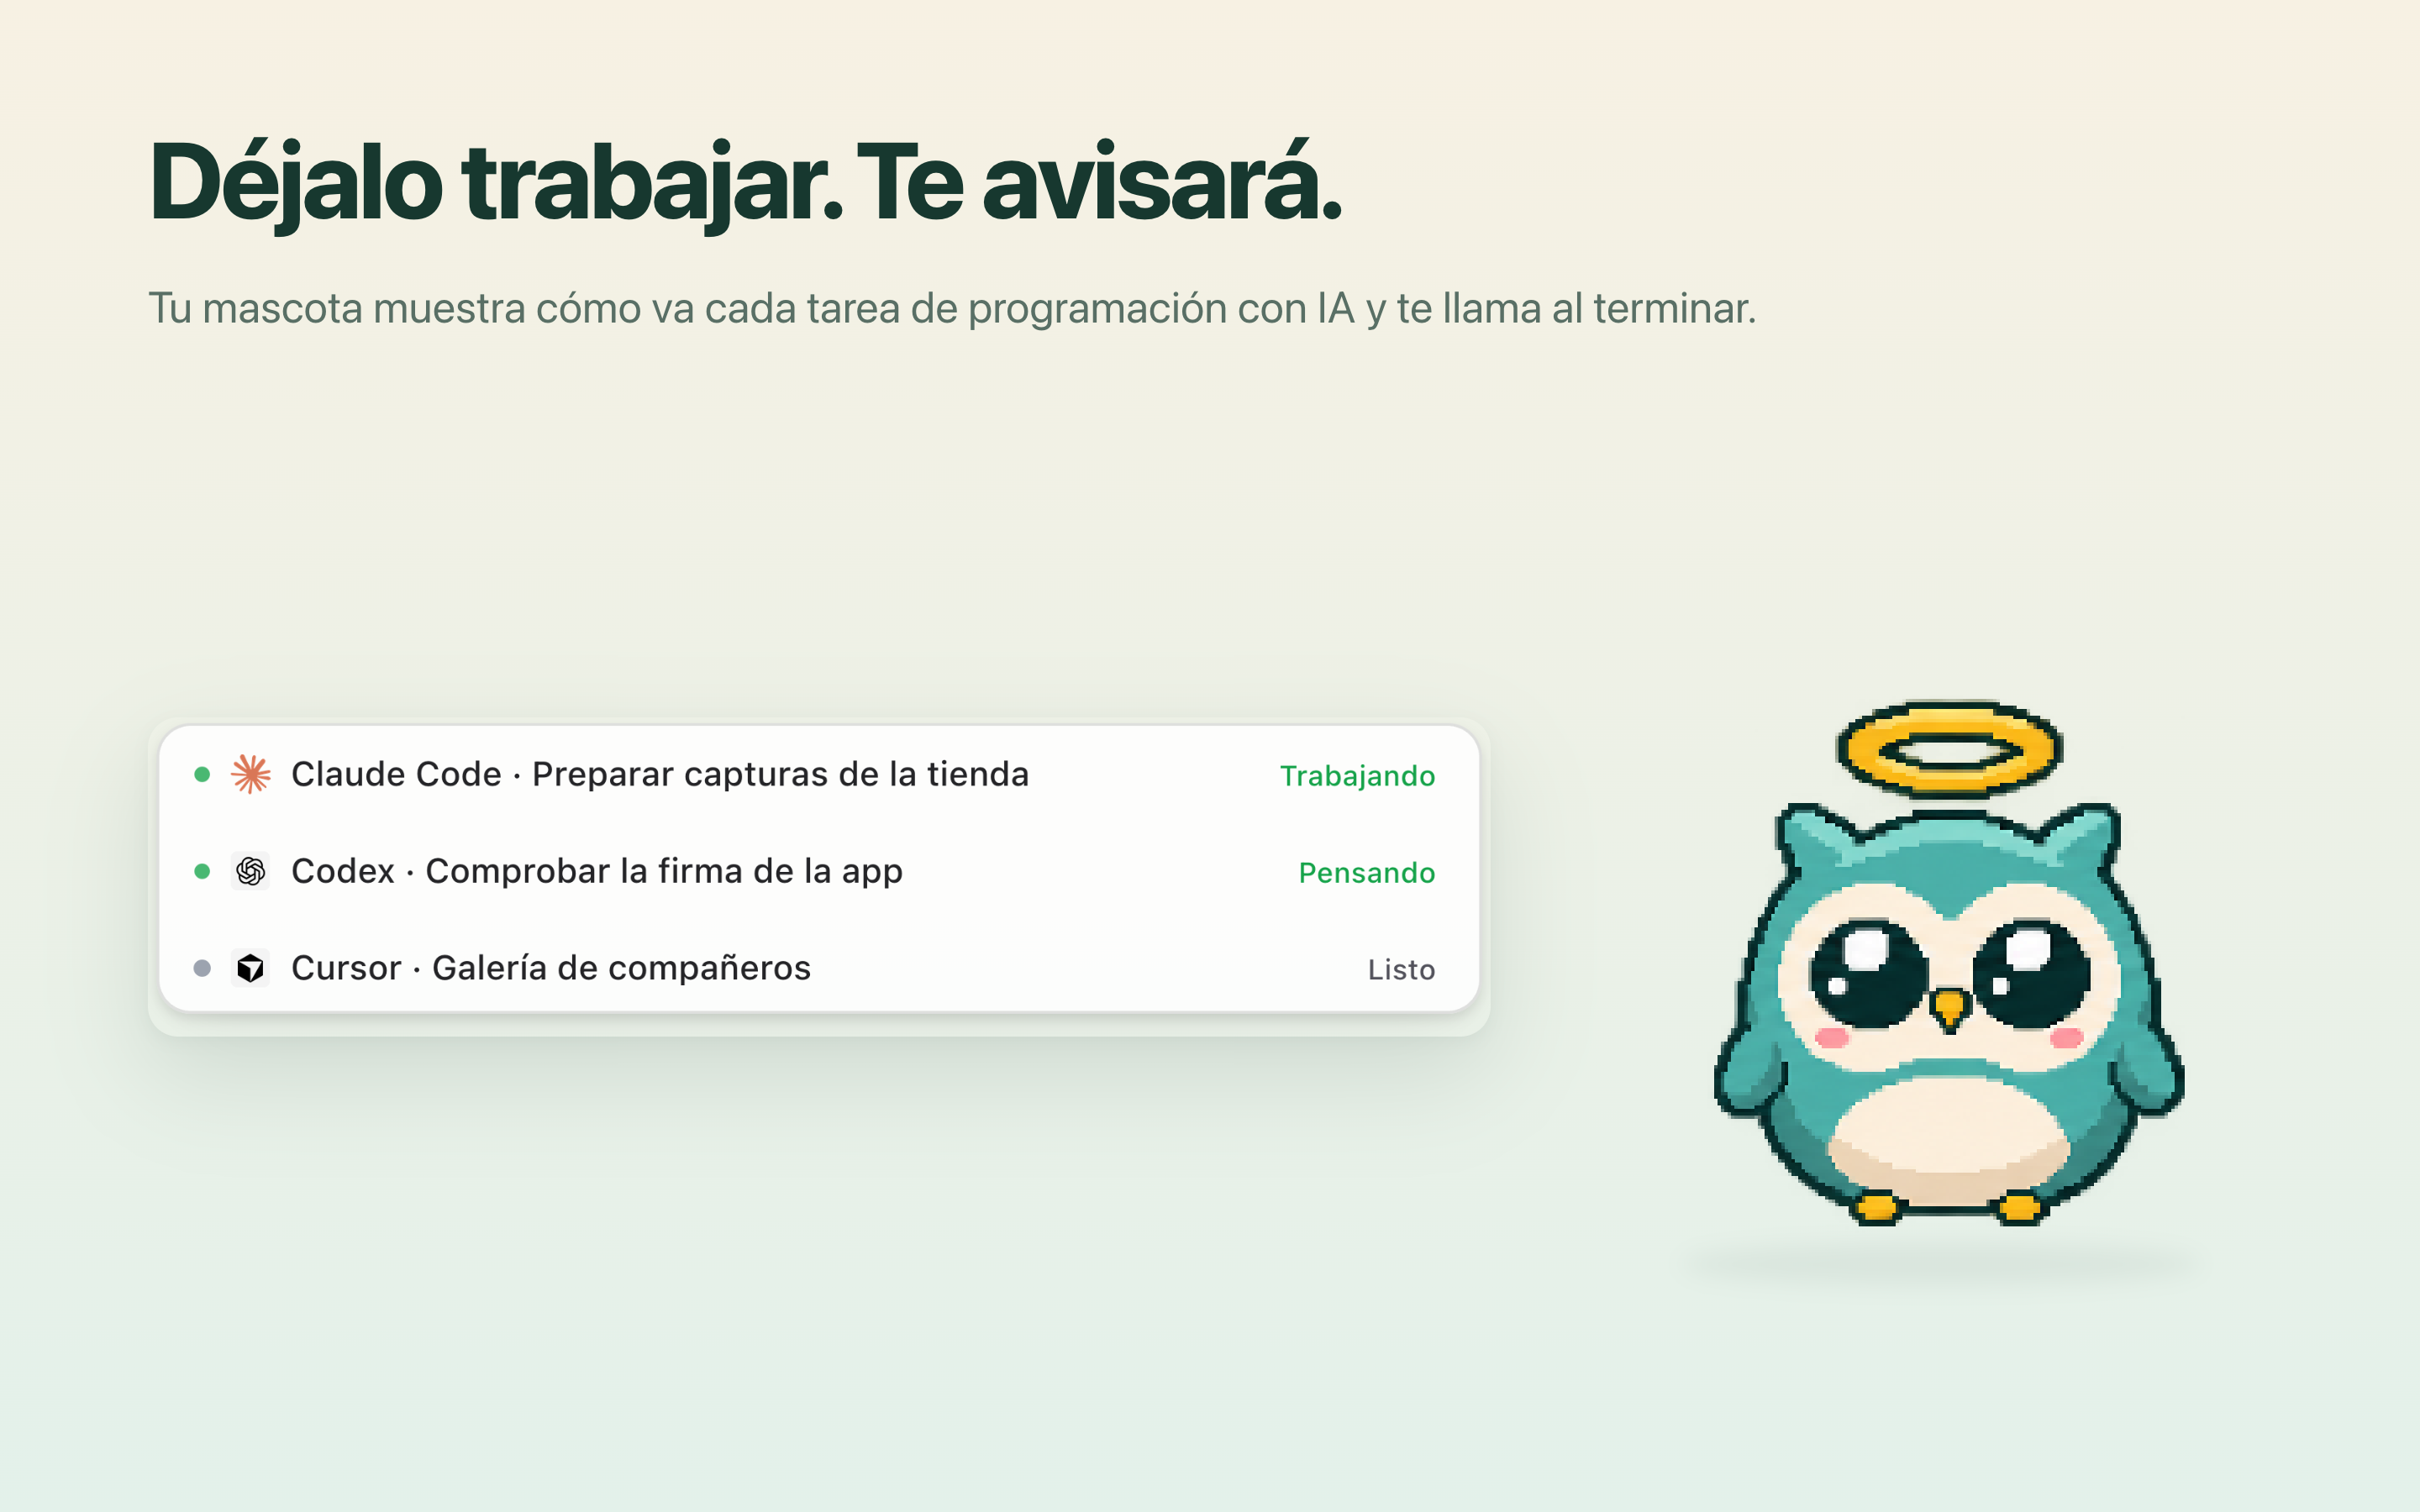 Déjalo trabajar. Te avisará.
Tu mascota muestra cómo va cada tarea de programación con IA y te llama al terminar.
Claude Code · Preparar capturas de la tienda Trabajando
Codex · Comprobar la firma de la app Pensando
Cursor · Galería de compañeros Listo